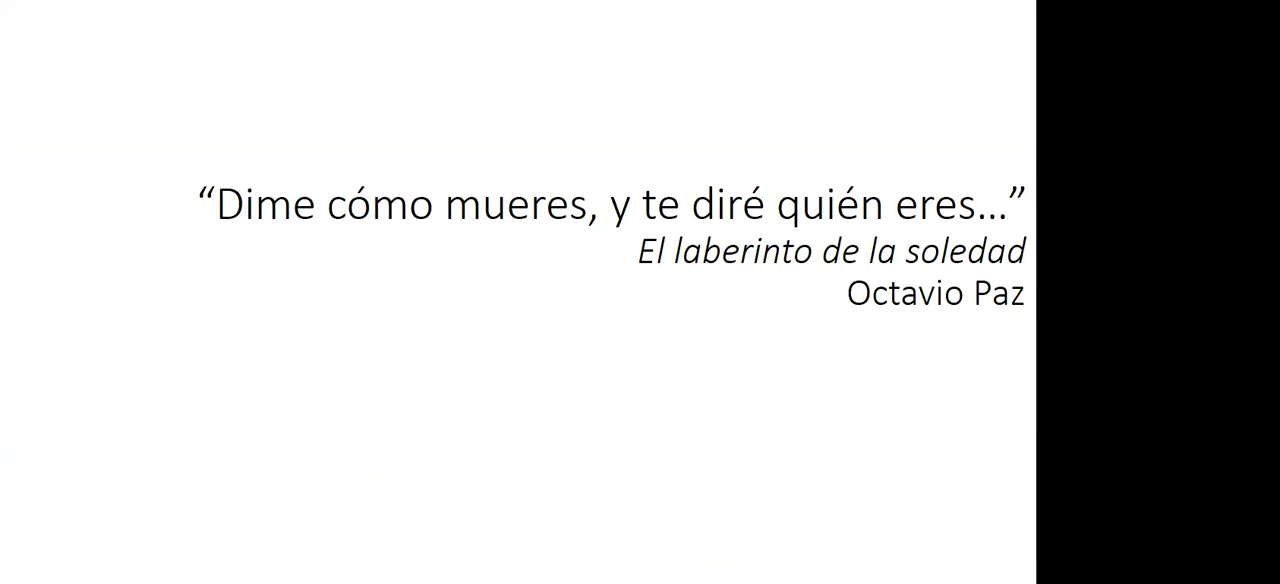 “Dime cómo mueres, y te diré quién eres…”
El laberinto de la soledad
Octavio Paz